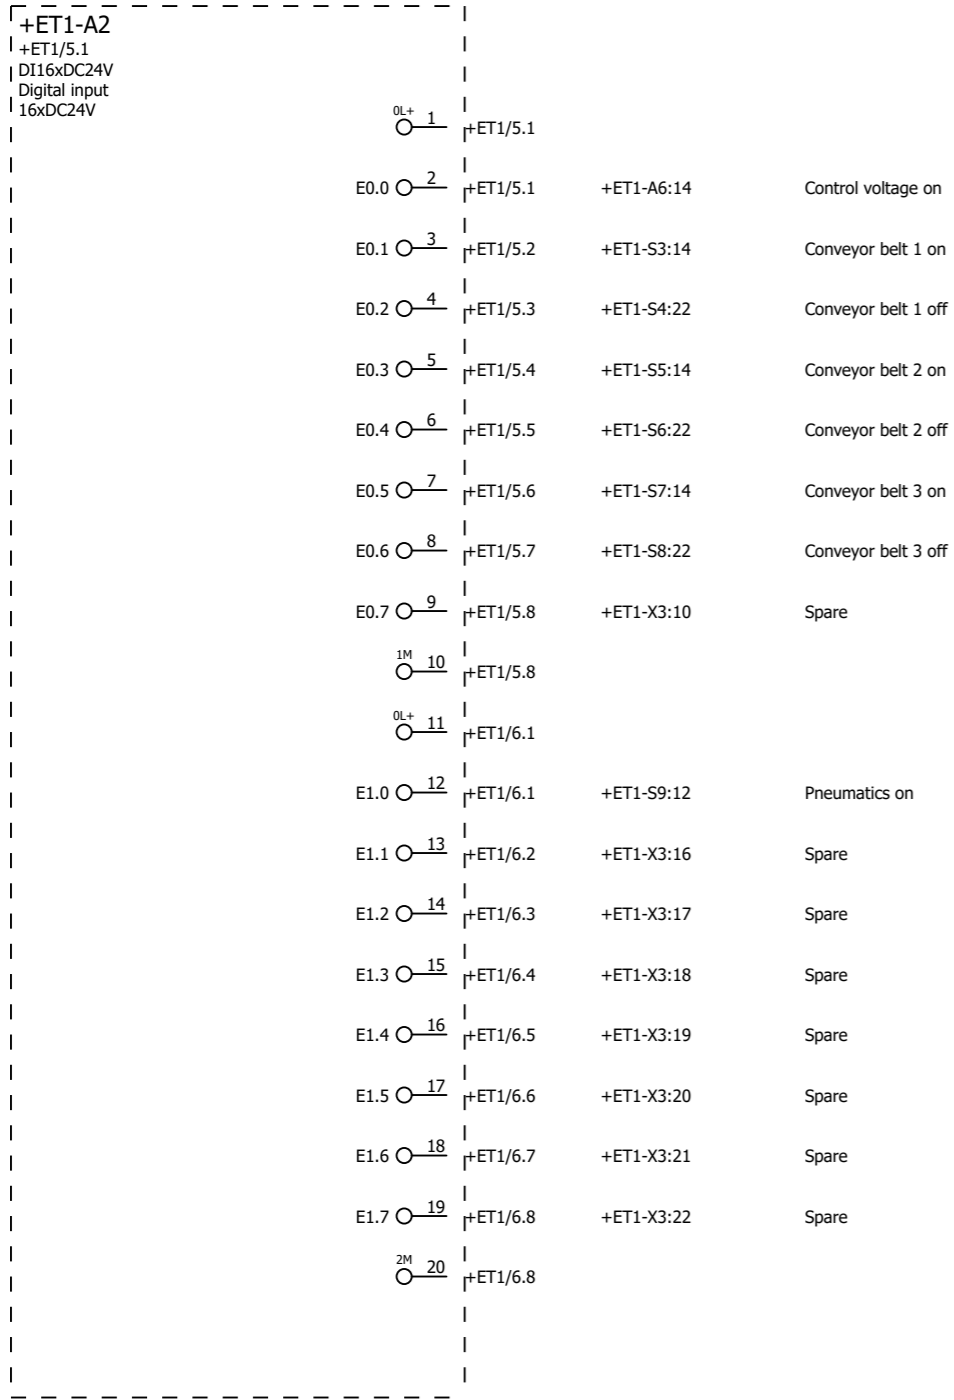 +ET1-A2
+ET1/5.1
DI16xDC24V
Digital input
16xDC24V
0L+ 1 +ET1/5.1
E0.0 2 +ET1/5.1 +ET1-A6:14 Control voltage on
E0.1 3 +ET1/5.2 +ET1-S3:14 Conveyor belt 1 on
E0.2 4 +ET1/5.3 +ET1-S4:22 Conveyor belt 1 off
E0.3 5 +ET1/5.4 +ET1-S5:14 Conveyor belt 2 on
E0.4 6 +ET1/5.5 +ET1-S6:22 Conveyor belt 2 off
E0.5 7 +ET1/5.6 +ET1-S7:14 Conveyor belt 3 on
E0.6 8 +ET1/5.7 +ET1-S8:22 Conveyor belt 3 off
E0.7 9 +ET1/5.8 +ET1-X3:10 Spare
1M 10 +ET1/5.8
0L+ 11 +ET1/6.1
E1.0 12 +ET1/6.1 +ET1-S9:12 Pneumatics on
E1.1 13 +ET1/6.2 +ET1-X3:16 Spare
E1.2 14 +ET1/6.3 +ET1-X3:17 Spare
E1.3 15 +ET1/6.4 +ET1-X3:18 Spare
E1.4 16 +ET1/6.5 +ET1-X3:19 Spare
E1.5 17 +ET1/6.6 +ET1-X3:20 Spare
E1.6 18 +ET1/6.7 +ET1-X3:21 Spare
E1.7 19 +ET1/6.8 +ET1-X3:22 Spare
2M 20 +ET1/6.8